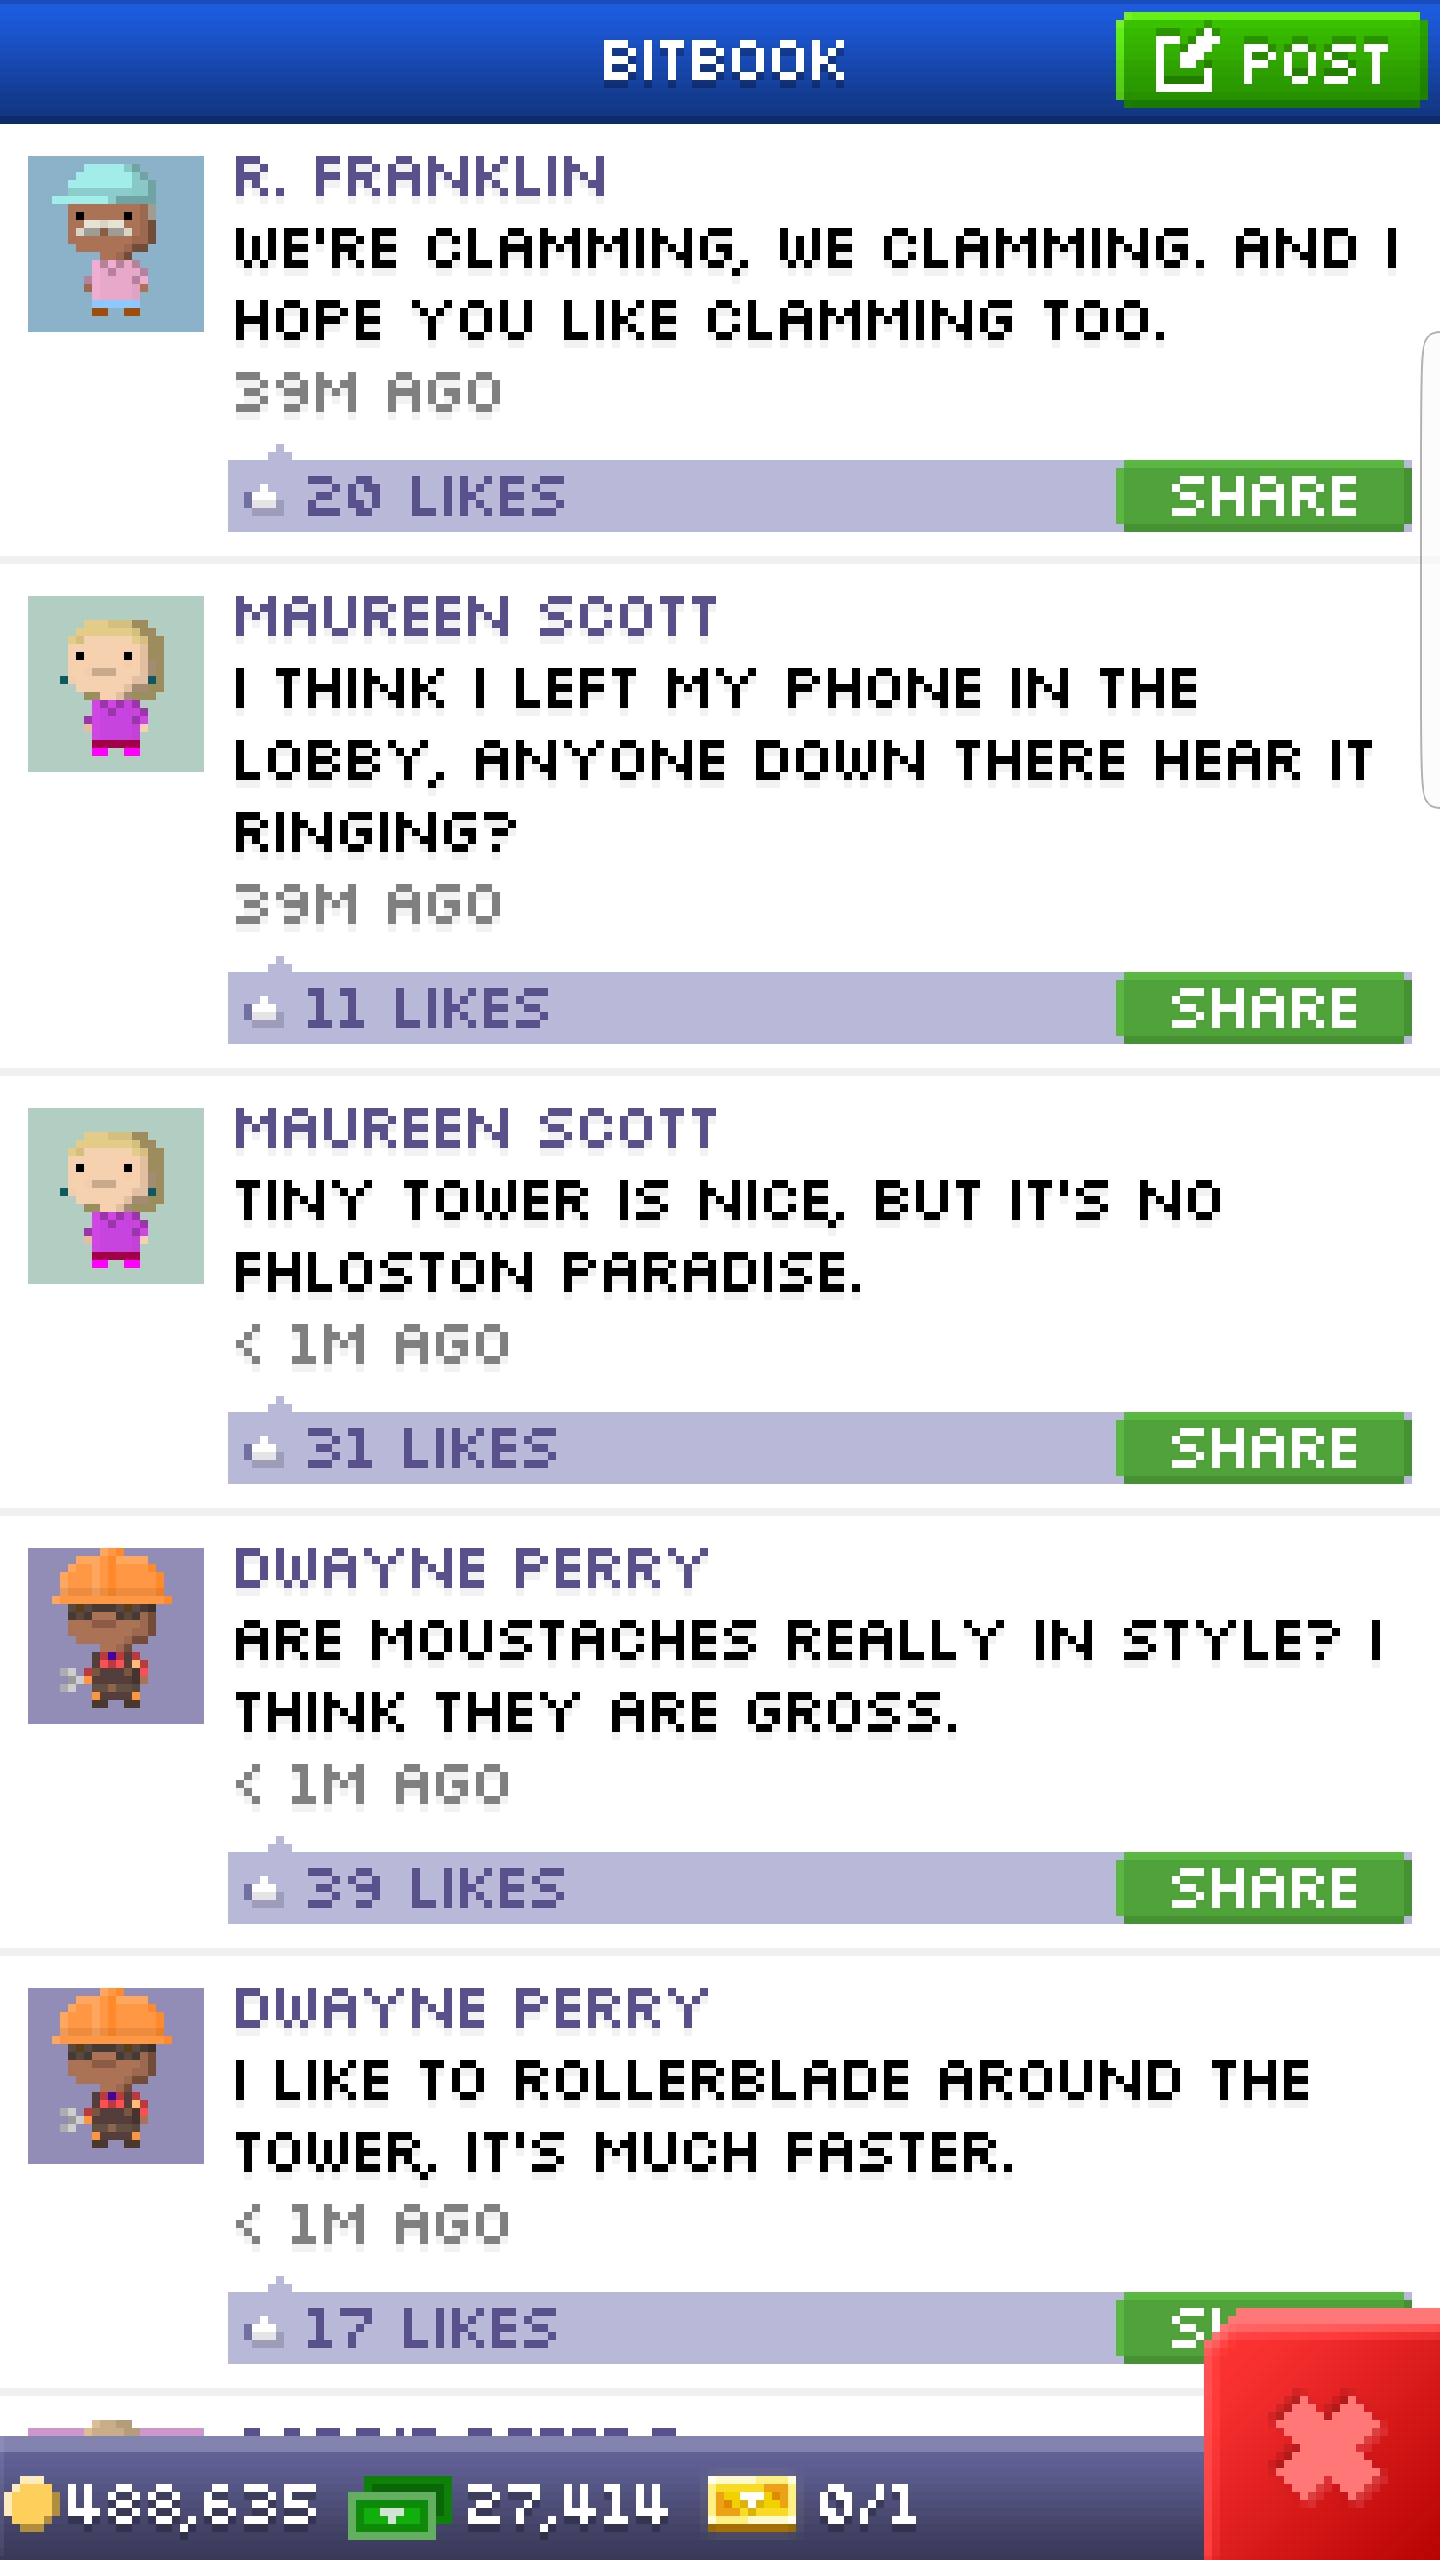 BITBOOK
POST
R. FRANKLIN
WE'RE CLAMMING, WE CLAMMING. AND I
HOPE YOU LIKE CLAMMING TOO.
39M AGO
20 LIKES
SHARE
MAUREEN SCOTT
I THINK I LEFT MY PHONE IN THE
LOBBY, ANYONE DOWN THERE HEAR IT
RINGING?
39M AGO
11 LIKES
SHARE
MAUREEN SCOTT
TINY TOWER IS NICE, BUT IT'S NO
FHLOSTON PARADISE.
< 1M AGO
31 LIKES
SHARE
DWAYNE PERRY
ARE MOUSTACHES REALLY IN STYLE? I
THINK THEY ARE GROSS.
< 1M AGO
39 LIKES
SHARE
DWAYNE PERRY
I LIKE TO ROLLERBLADE AROUND THE
TOWER, IT'S MUCH FASTER.
< 1M AGO
17 LIKES
488,635
27,414
0/1